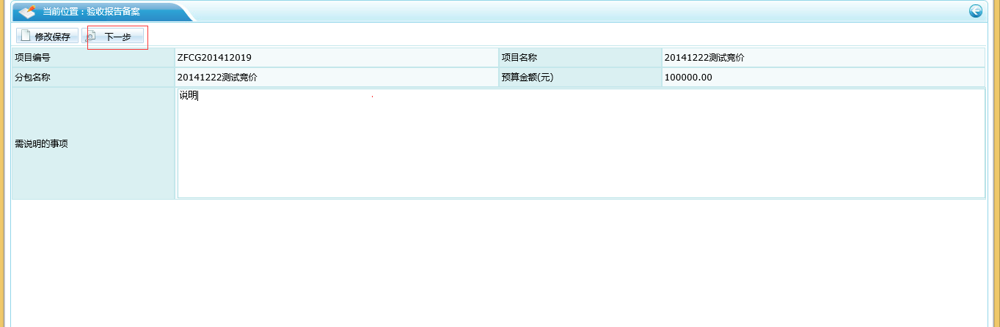 当前位置：验收报告备案
修改保存 下一步
项目编号 ZFCG201412019 项目名称 20141222测试竞价
分包名称 20141222测试竞价 预算金额(元) 100000.00
说明
需说明的事项